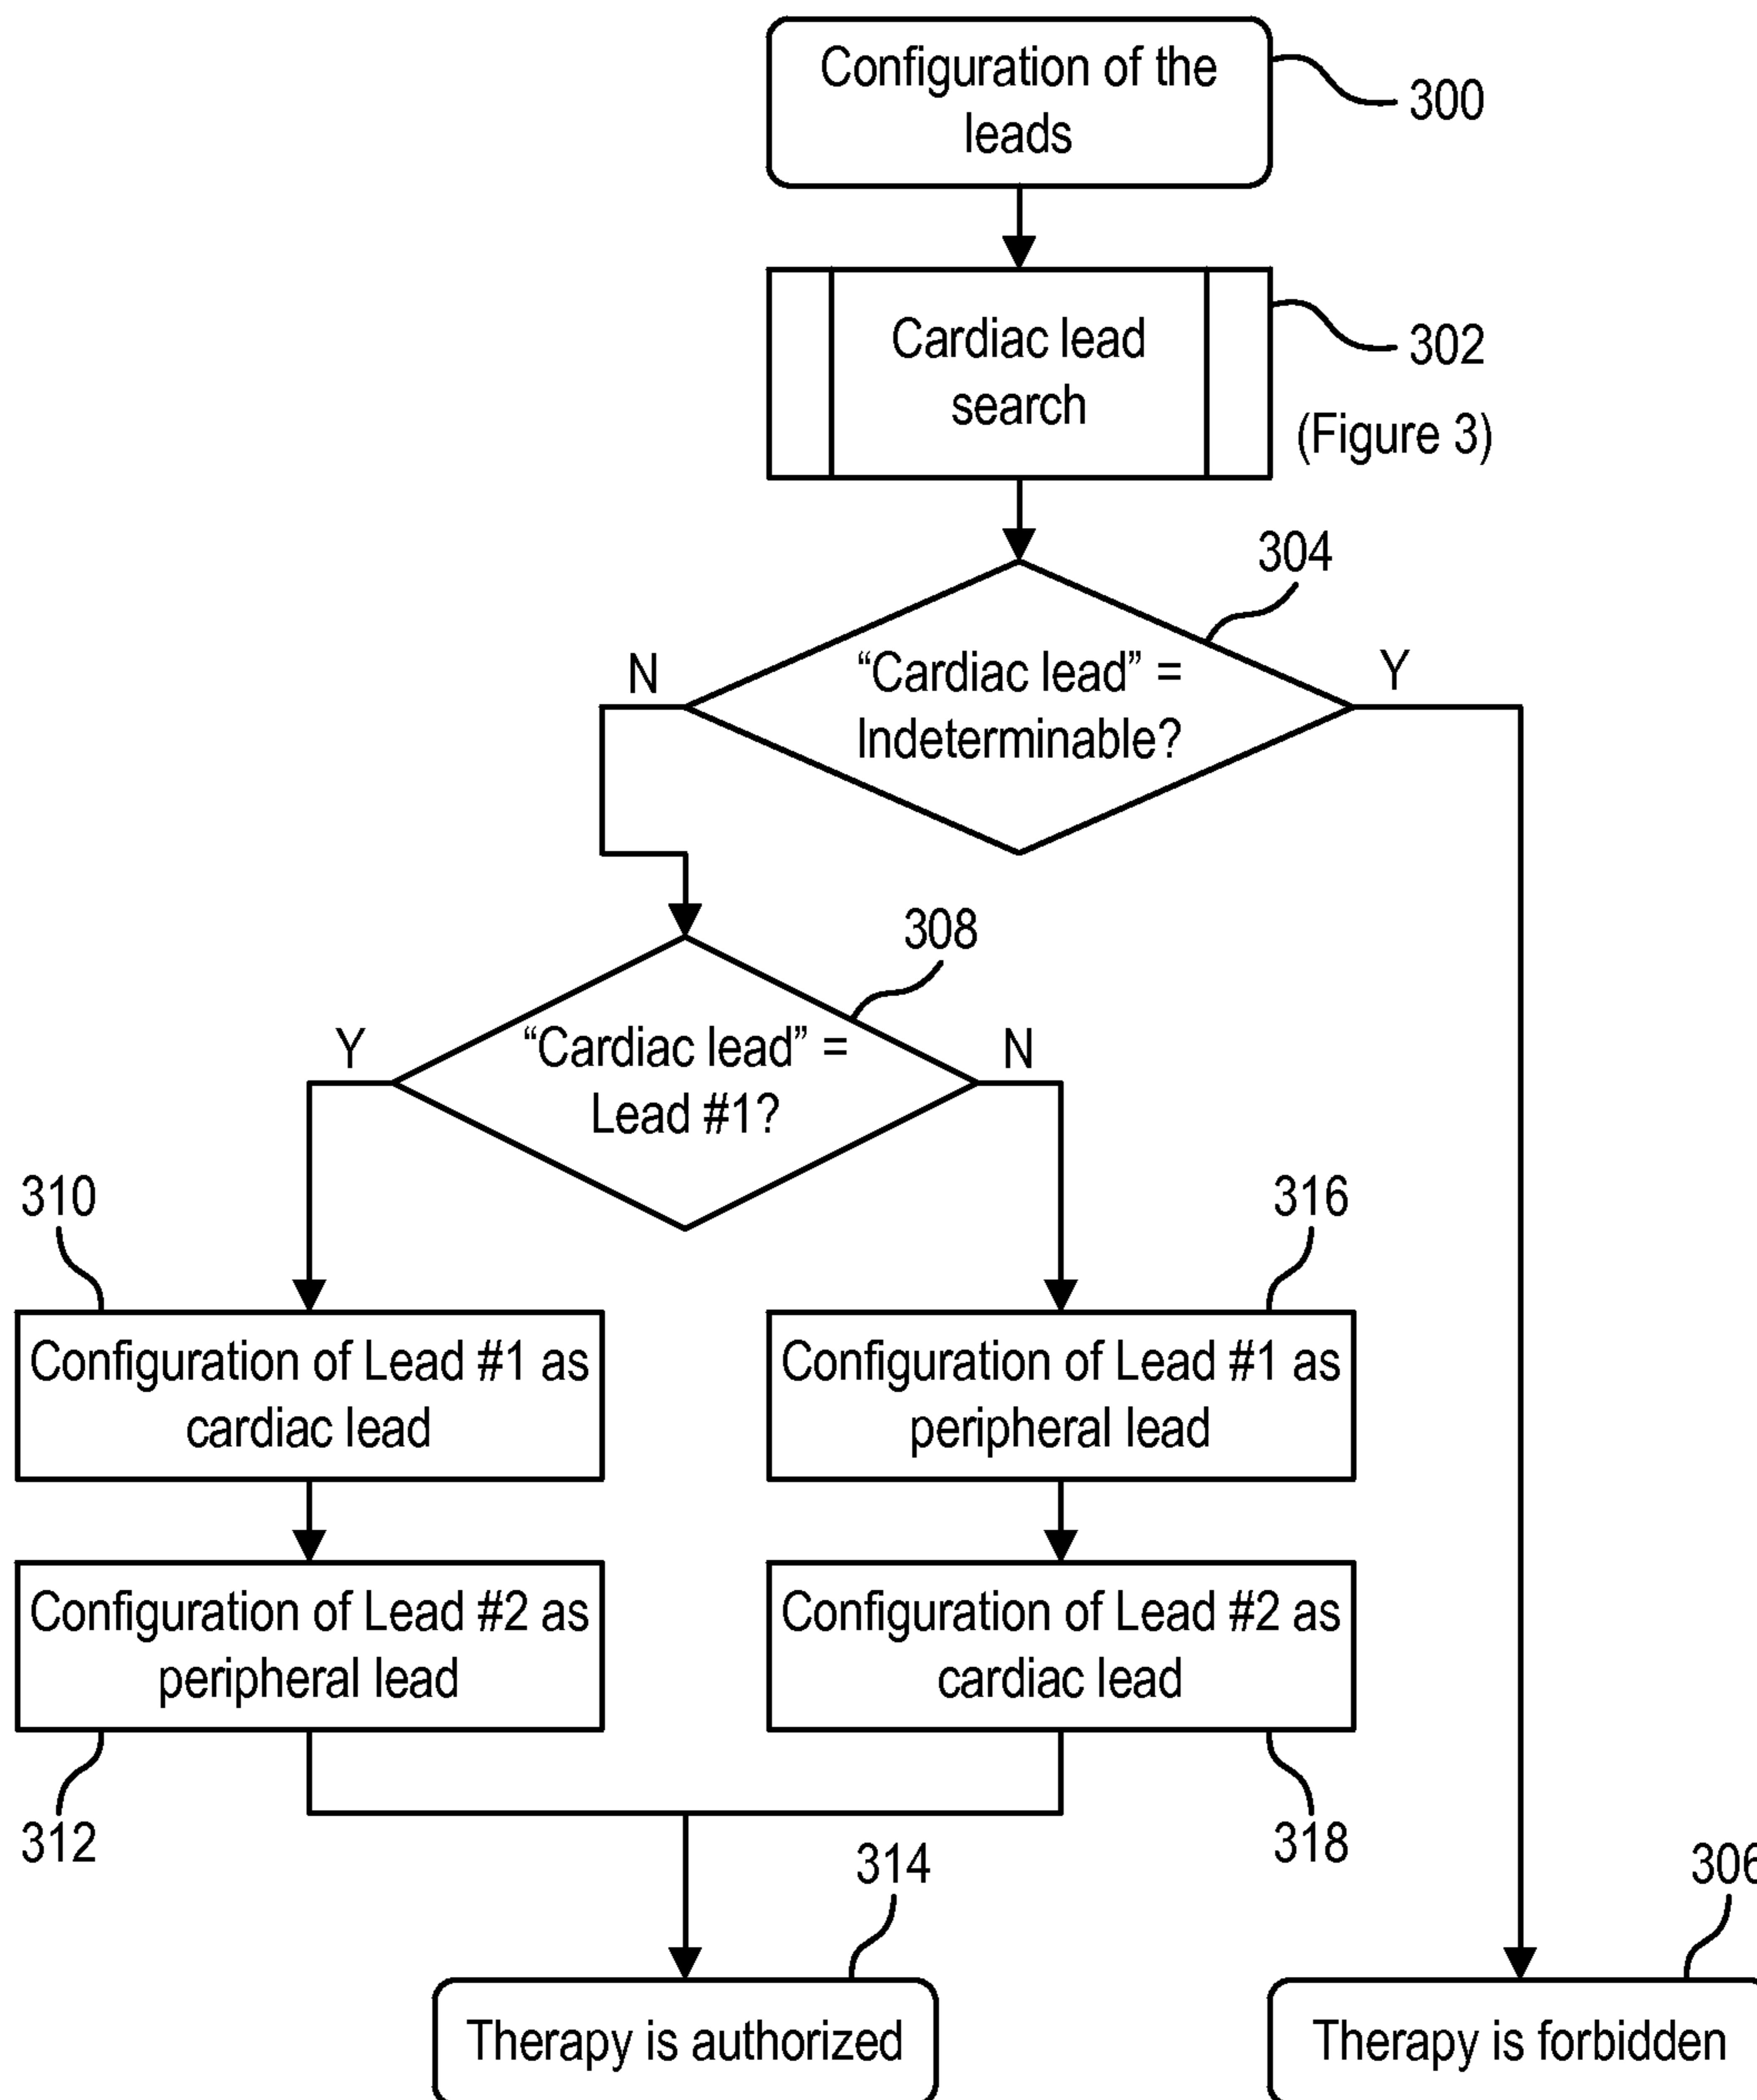 Configuration of the
leads
300
Cardiac lead
search
302
(Figure 3)
304
N
“Cardiac lead” =
Indeterminable?
Y
308
Y
“Cardiac lead” =
Lead #1?
N
310
316
Configuration of Lead #1 as
cardiac lead
Configuration of Lead #1 as
peripheral lead
Configuration of Lead #2 as
peripheral lead
Configuration of Lead #2 as
cardiac lead
312
318
314
306
Therapy is authorized
Therapy is forbidden